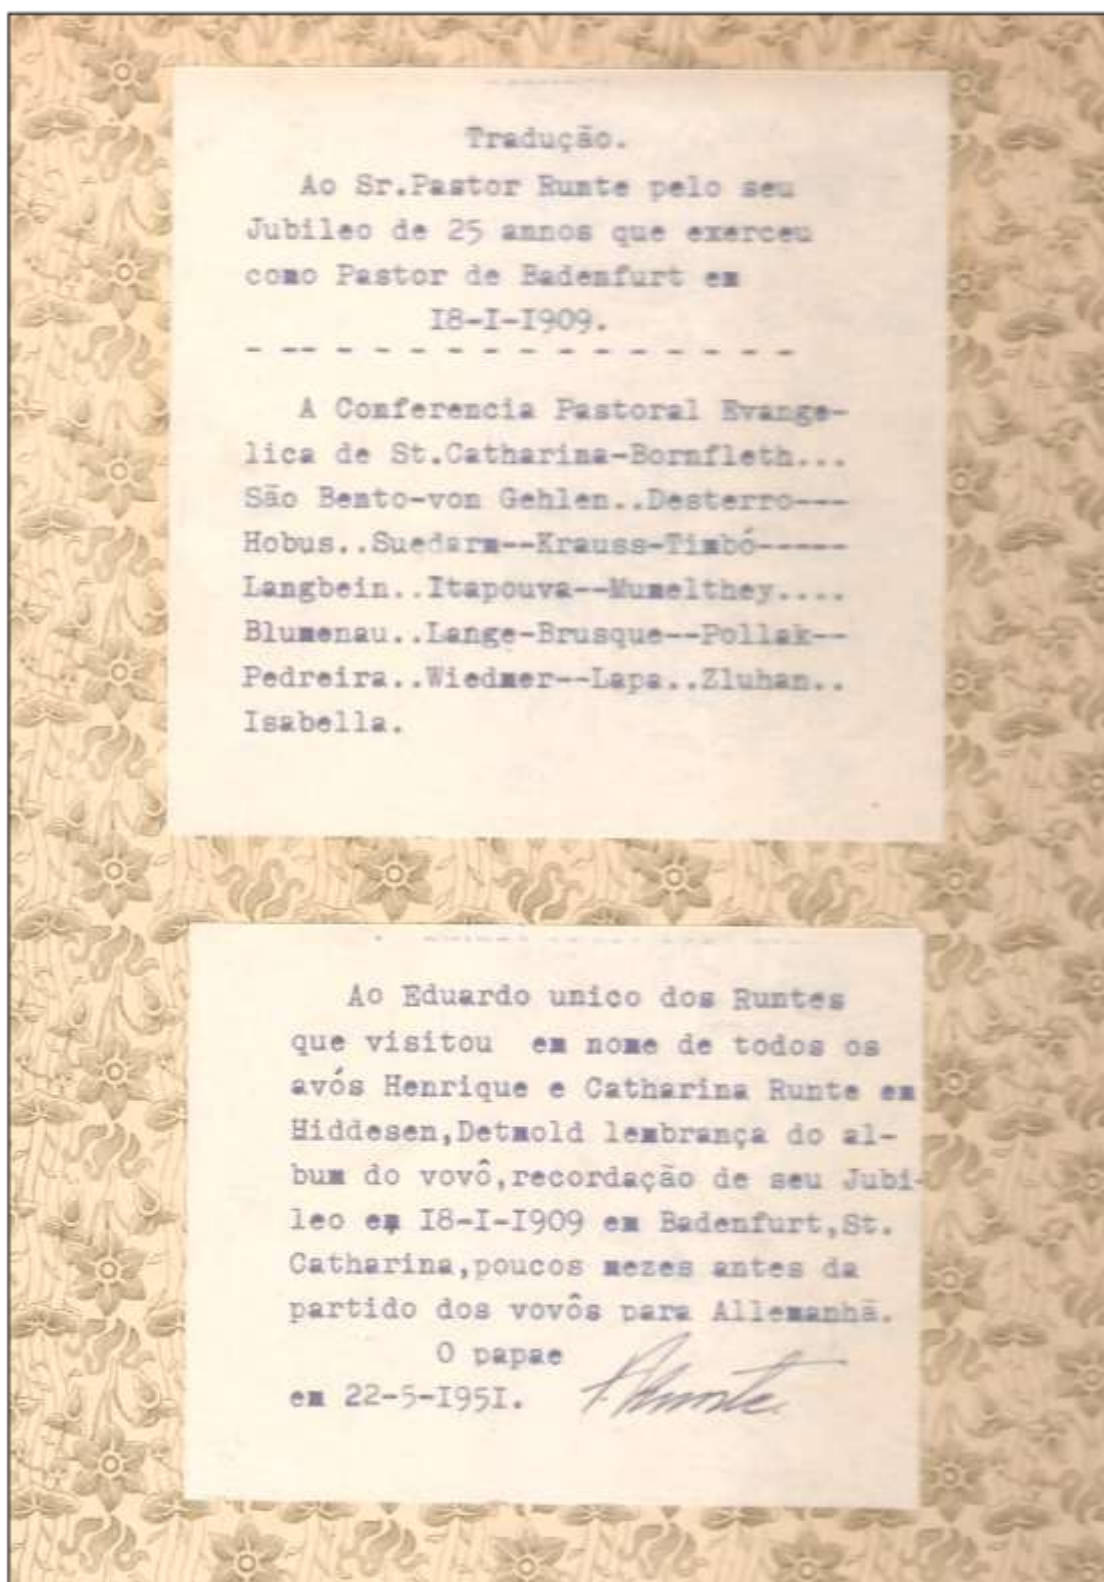 Tradução.
Ao Sr.Pastor Runte pelo seu
Jubileo de 25 annos que exerceu
como Pastor de Badenfurt em
I8-I-I909.
- -- - - - - - - - - - - - - - -
A Conferencia Pastoral Evange-
lica de St.Catharina-Bornfleth...
São Bento-von Gehlen..Desterro---
Hobus..Suedarm--Krauss-Timbó-----
Langbein..Itapouva--Mumelthey....
Blumenau..Lange-Brusque--Pollak--
Pedreira..Wiedmer--Lapa..Zluhan..
Isabella.
Ao Eduardo unico dos Runtes
que visitou em nome de todos os
avós Henrique e Catharina Runte em
Hiddesen,Detmold lembrança do al-
bum do vovô,recordação de seu Jubi-
leo em I8-I-I909 em Badenfurt,St.
Catharina,poucos mezes antes da
partido dos vovôs para Allemanhã.
O papae
em 22-5-I95I. Runte